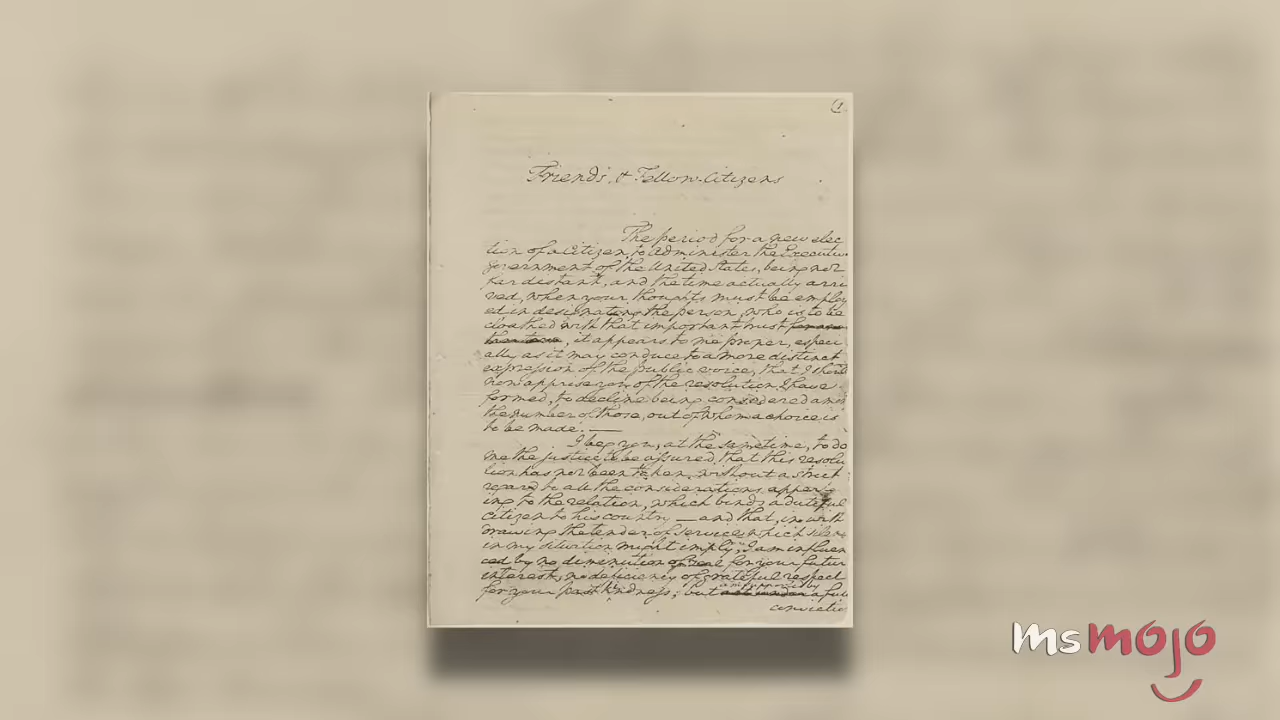 1
Friends, & Fellow-Citizens
The period for a new elec
tion of a Citizen, to administer the Executive
government of the United States, being not
far distant, and the time actually arri
ved, when your thoughts must be employ
ed in designating the person, who is to be
cloathed with that important trust
, it appears to me proper, especi
ally as it may conduce to a more distinct
expression of the public voice, that I should
now apprise you of the resolution I have
formed, to decline being considered among
the number of those, out of whom a choice is
to be made. —
I beg you, at the same time, to do
me the justice to be assured, that this resolu
tion has not been taken, without a strict
regard to all the considerations apperta
ing to the relation, which binds a dutiful
citizen to his country — and that, in with
drawing the tender of service which silence
in my situation might imply, I am influen
ced by no diminution of zeal for your future
interest, no deficiency of grateful respect
am supported by
for your past kindness; but a full
conviction
msmojo